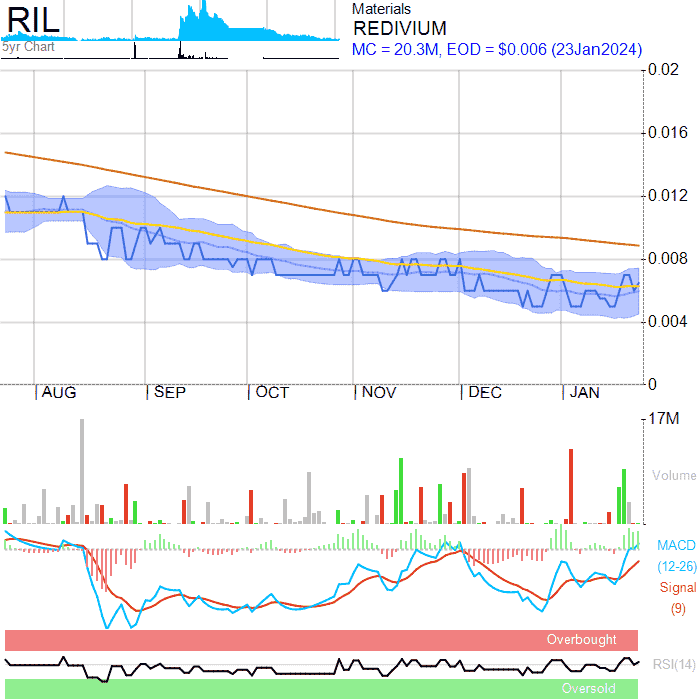 RIL
5yr Chart
Materials
REDIVIUM
MC = 20.3M, EOD = $0.006 (23Jan2024)
0.02
0.016
0.012
0.008
0.004
0
AUG SEP OCT NOV DEC JAN
17M
Volume
MACD
(12-26)
Signal
(9)
Overbought
RSI(14)
Oversold